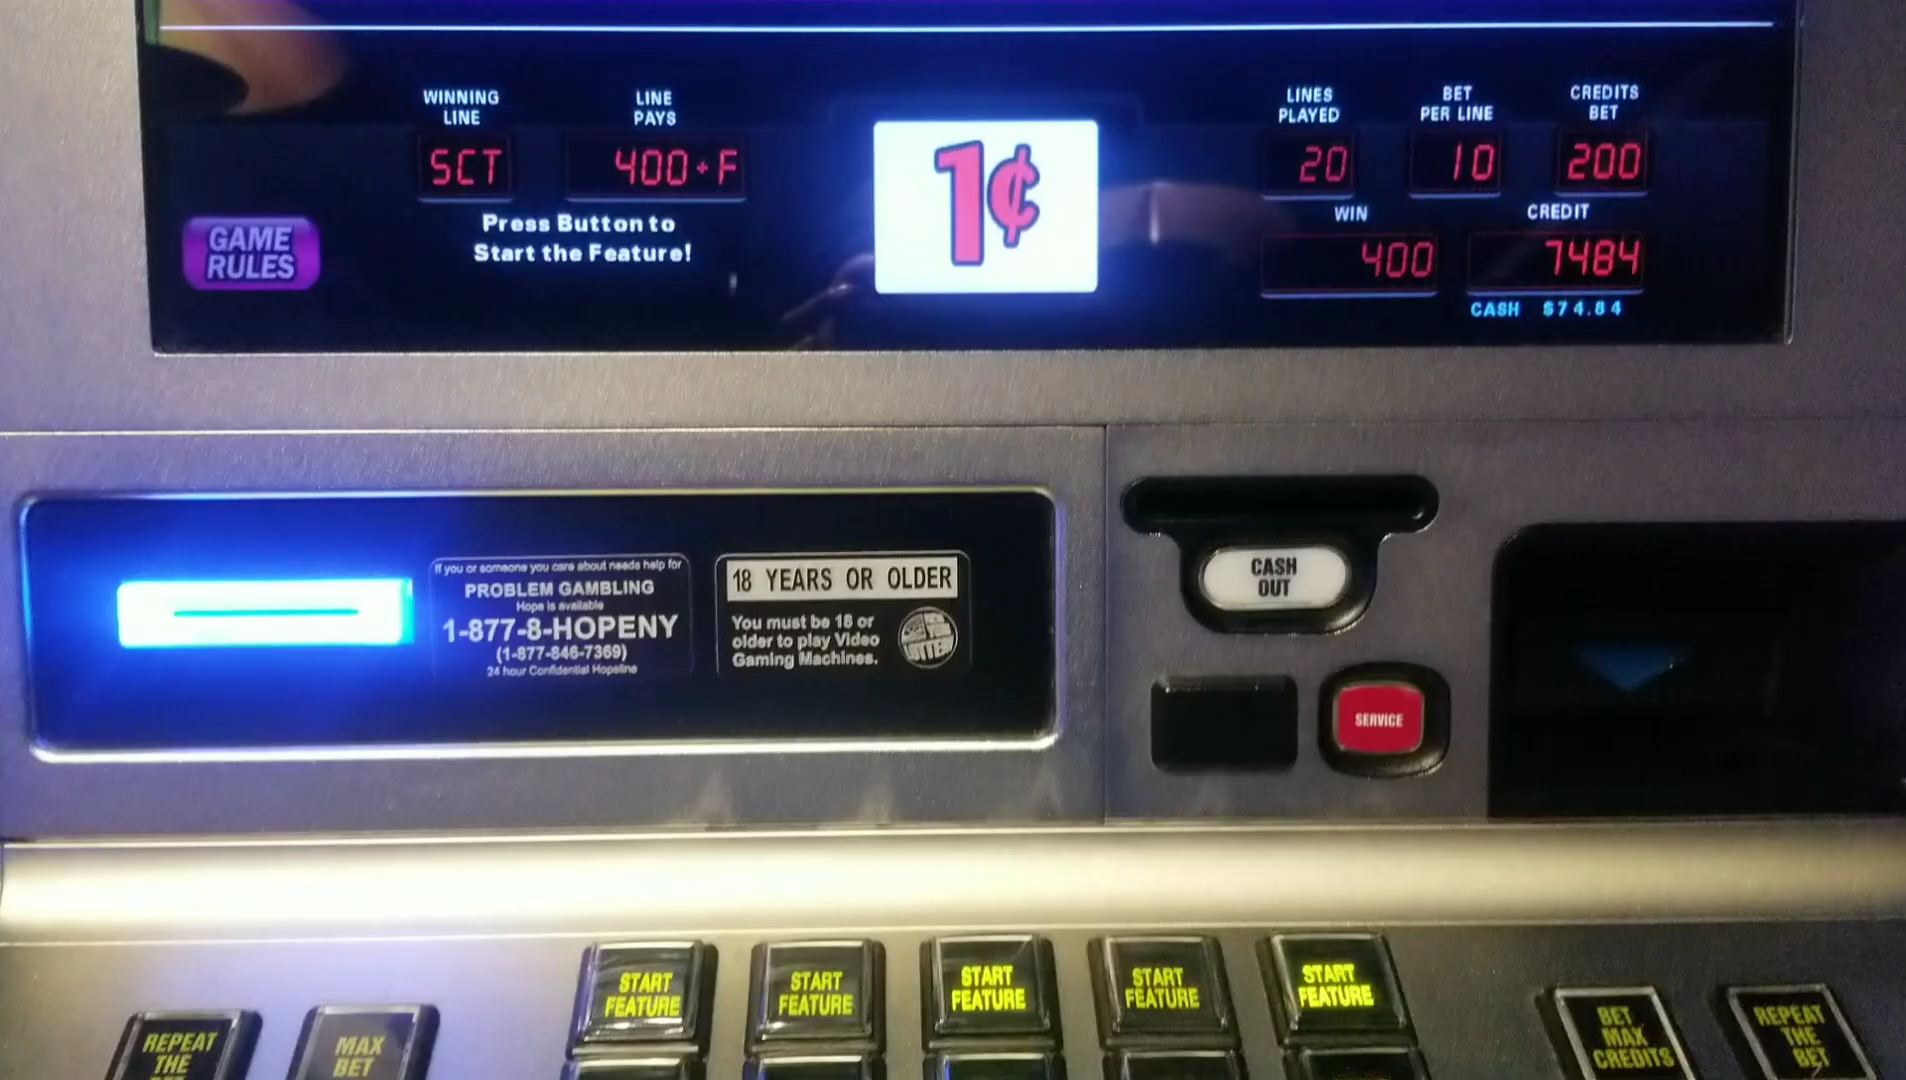 WINNING
LINE
LINE
PAYS
SCT
400+F
Press Button to
Start the Feature!
GAME
RULES
1¢
LINES
PLAYED
BET
PER LINE
CREDITS
BET
20
10
200
WIN
CREDIT
400
7484
CASH $74.84
If you or someone you care about needs help for
PROBLEM GAMBLING
Hope is available
1-877-8-HOPENY
(1-877-846-7369)
24 hour Confidential Hopeline
18 YEARS OR OLDER
You must be 18 or
older to play Video
Gaming Machines.
NEW
YORK
LOTTERY
CASH
OUT
SERVICE
START
FEATURE
START
FEATURE
START
FEATURE
START
FEATURE
START
FEATURE
REPEAT
THE
MAX
BET
BET
MAX
CREDITS
REPEAT
THE
BET